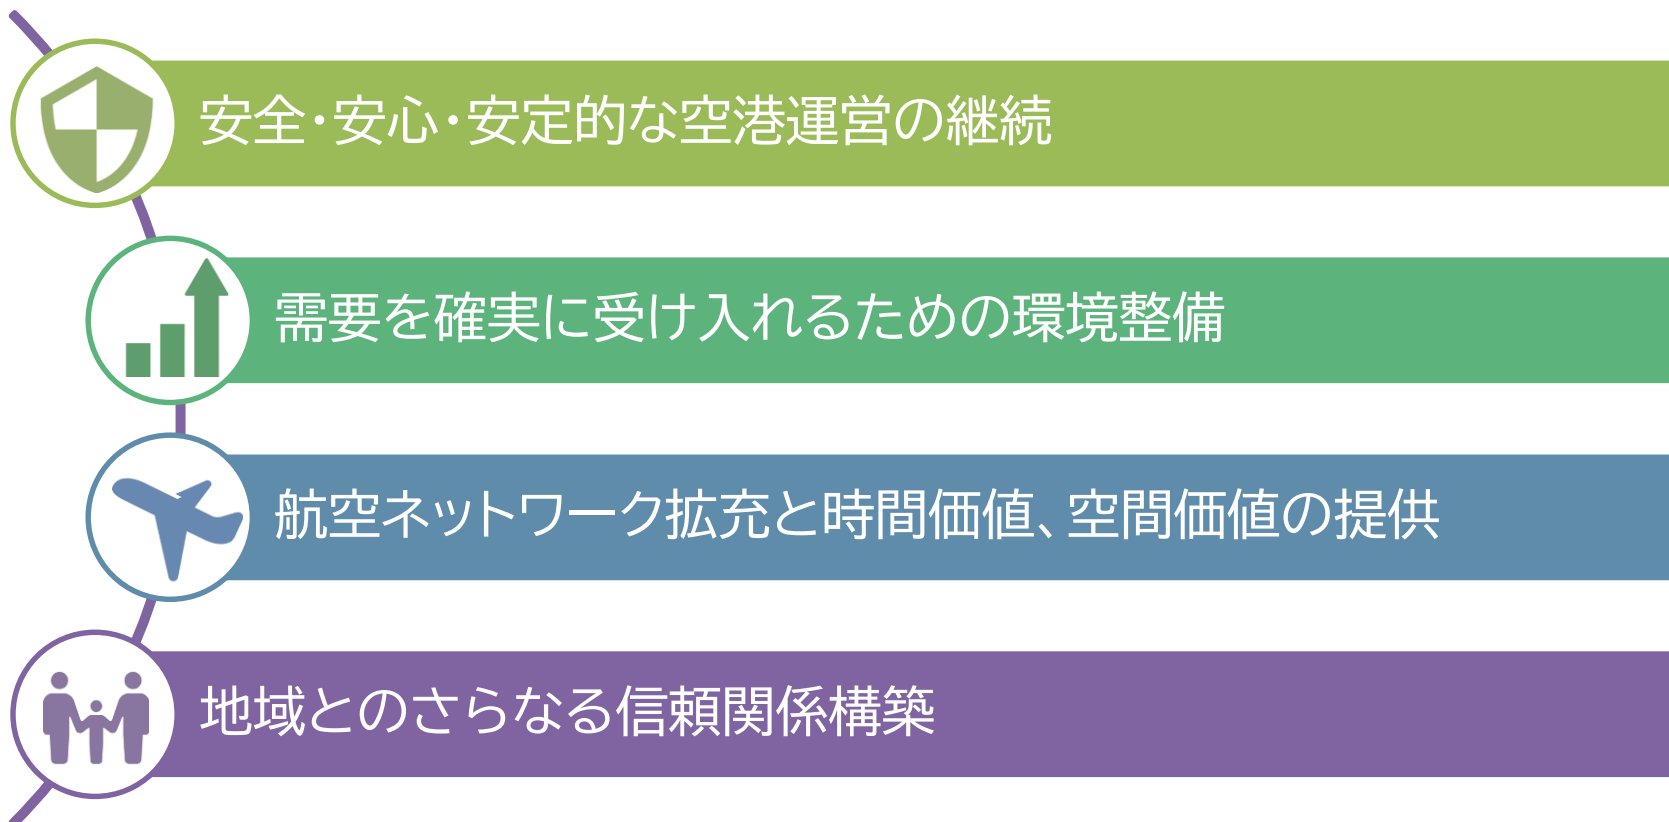 安全・安心・安定的な空港運営の継続
需要を確実に受け入れるための環境整備
航空ネットワーク拡充と時間価値、空間価値の提供
地域とのさらなる信頼関係構築